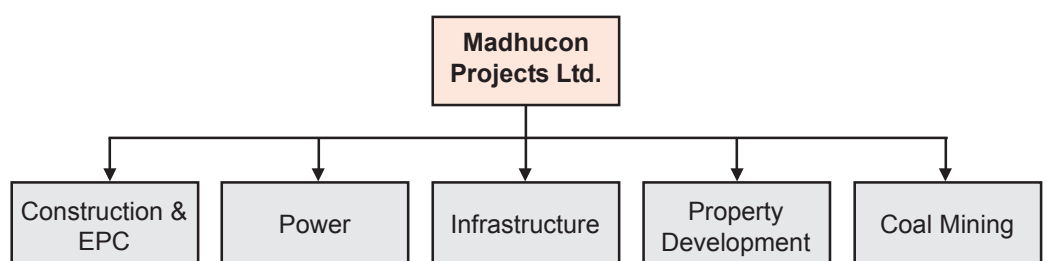 Madhucon
Projects Ltd.
Construction &
EPC
Power
Infrastructure
Property
Development
Coal Mining